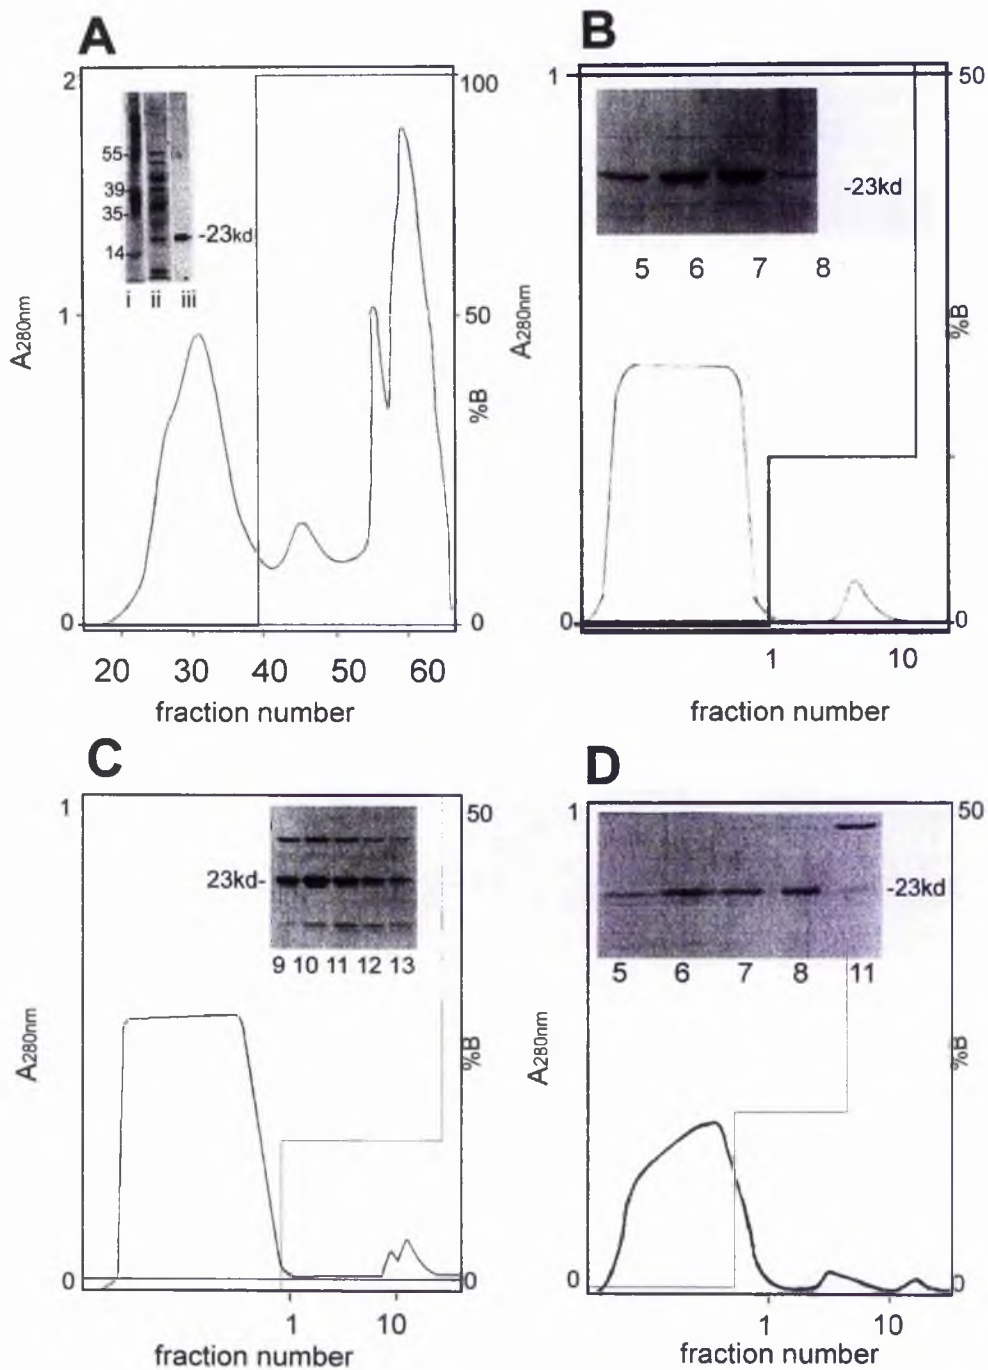 A
2
100
55-
39-
35-
14-
-23kd
i ii iii
1
50
A280nm
%B
0
0
20 30 40 50 60
fraction number
B
1
50
-23kd
5 6 7 8
A280nm
%B
0
0
1 10
fraction number
C
1
50
23kd-
9 10 11 12 13
A280nm
%B
0
0
1 10
fraction number
D
1
50
-23kd
5 6 7 8 11
A280nm
%B
0
0
1 10
fraction number